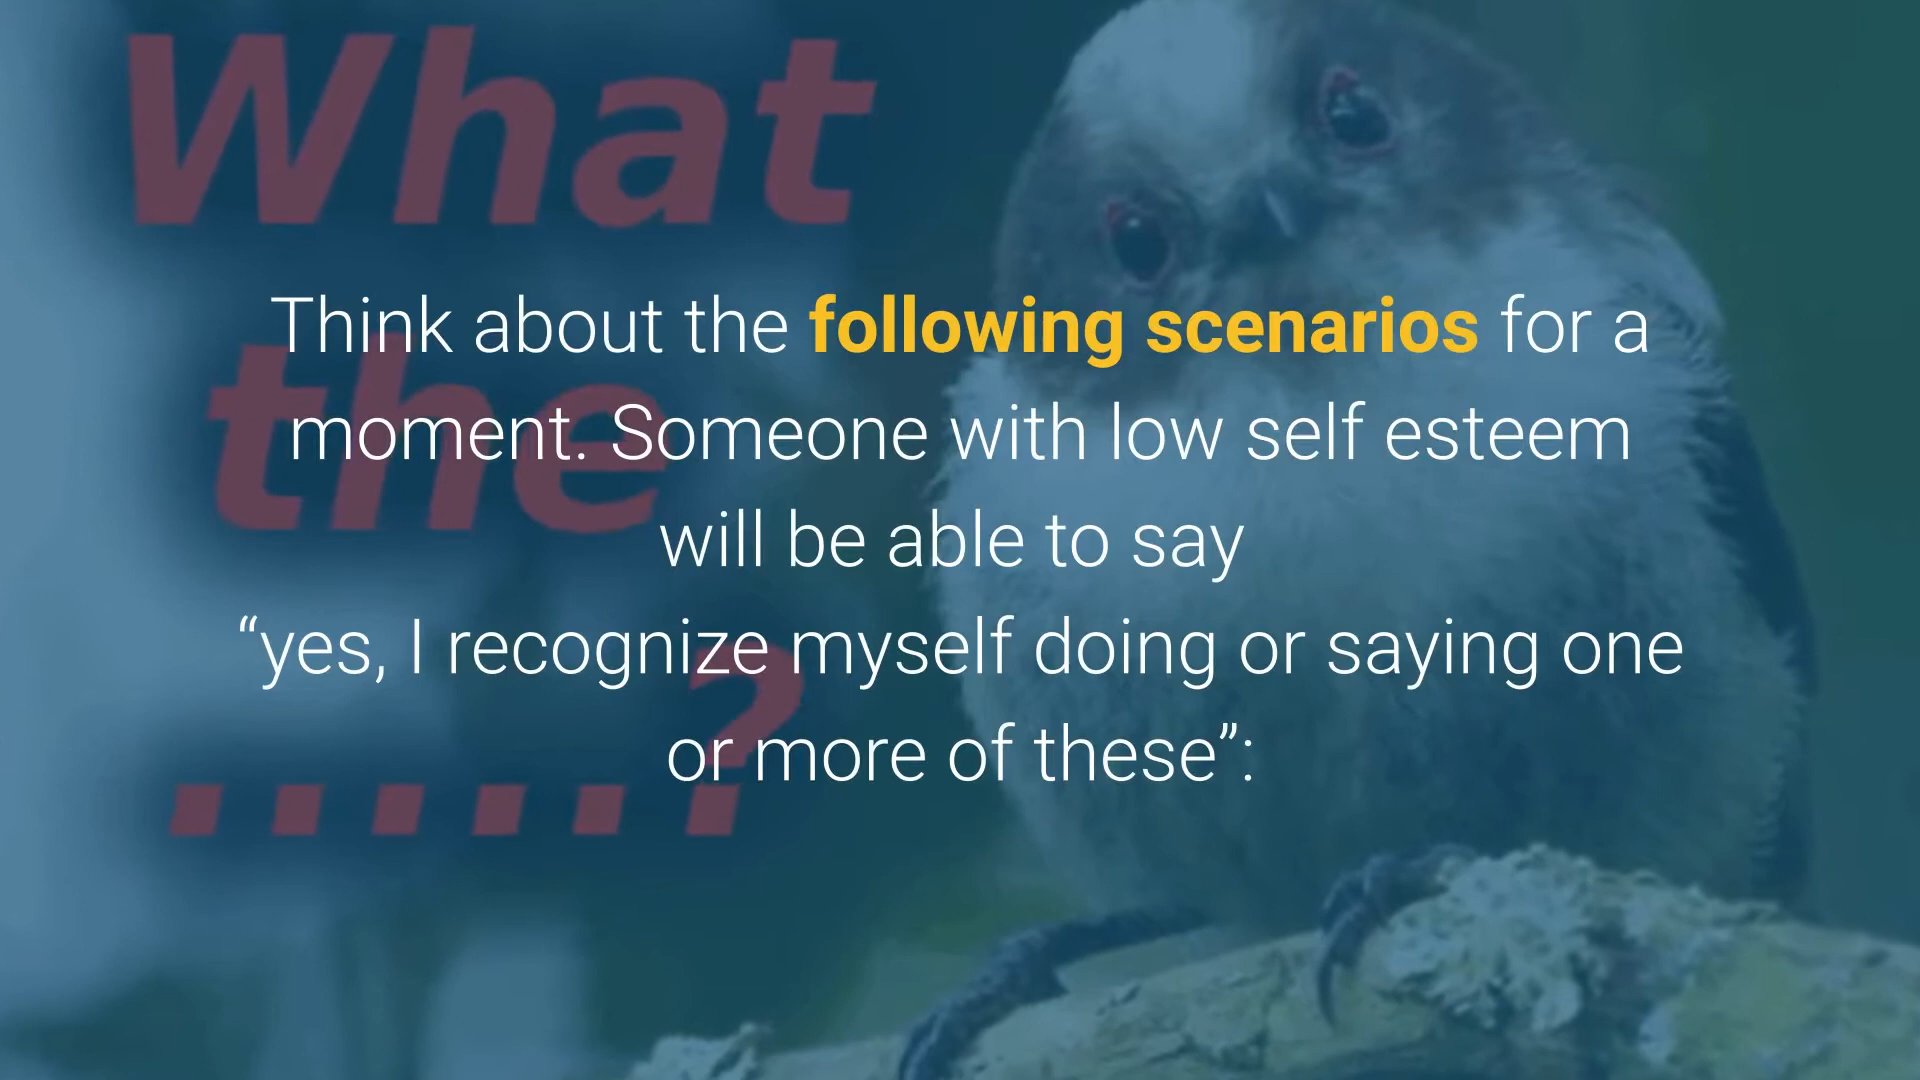 What
the
.....?
Think about the following scenarios for a
moment. Someone with low self esteem
will be able to say
“yes, I recognize myself doing or saying one
or more of these”: